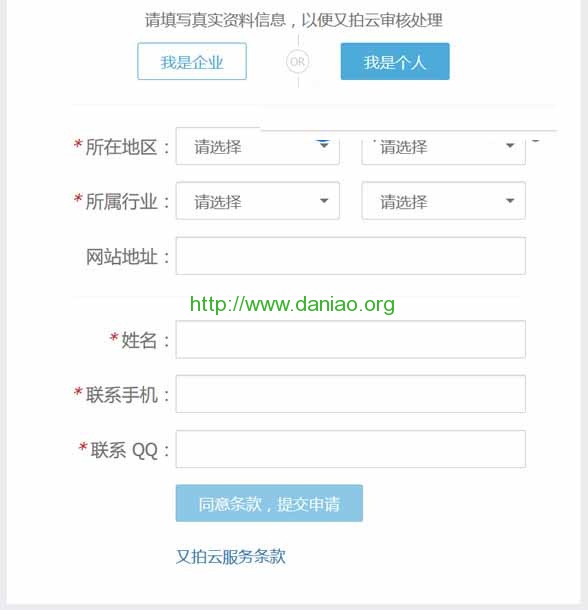 请填写真实资料信息，以便又拍云审核处理
我是企业 OR 我是个人
* 所在地区： 请选择 请选择
* 所属行业： 请选择 请选择
网站地址：
http://www.daniao.org
* 姓名：
* 联系手机：
* 联系 QQ：
同意条款，提交申请
又拍云服务条款